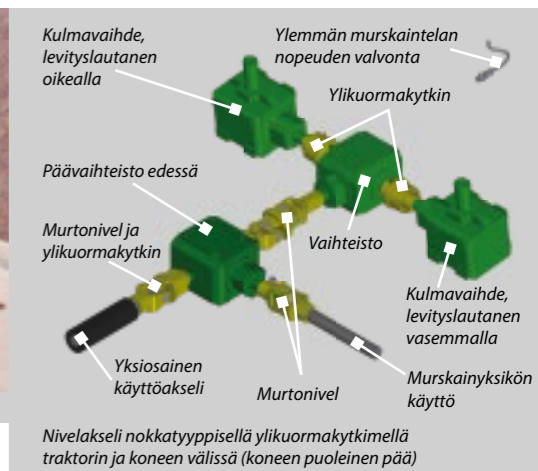 Kulmavaihde,
levityslautanen
oikealla
Ylemmän murskaintelan
nopeuden valvonta
Ylikuormakytkin
Päävaihteisto edessä
Murtonivel ja
ylikuormakytkin
Vaihteisto
Kulmavaihde,
levityslautanen
vasemmalla
Yksiosainen
käyttöakseli
Murtonivel
Murskainyksikön
käyttö
Nivelakseli nokkatyyppisellä ylikuormakytkimellä
traktorin ja koneen välissä (koneen puoleinen pää)